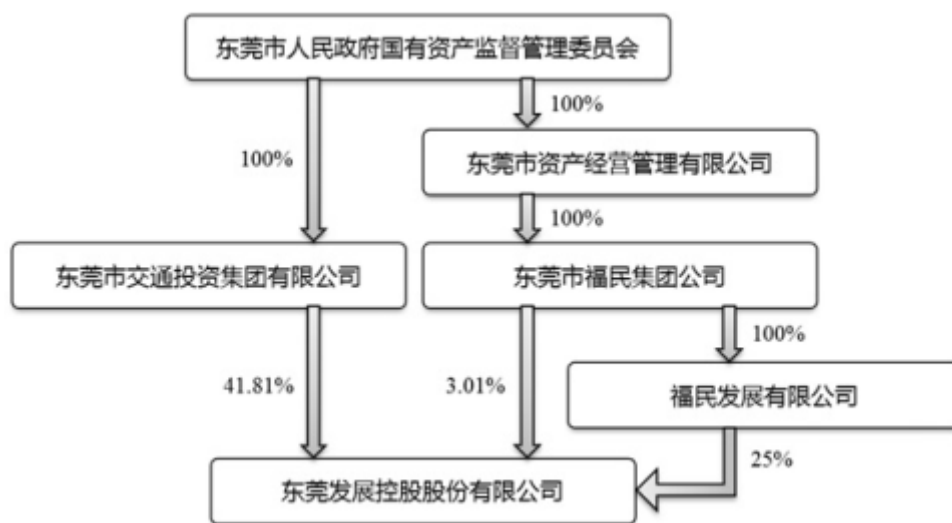 东莞市人民政府国有资产监督管理委员会
100%
100%
东莞市资产经营管理有限公司
100%
东莞市交通投资集团有限公司
东莞市福民集团公司
100%
41.81%
3.01%
福民发展有限公司
25%
东莞发展控股股份有限公司